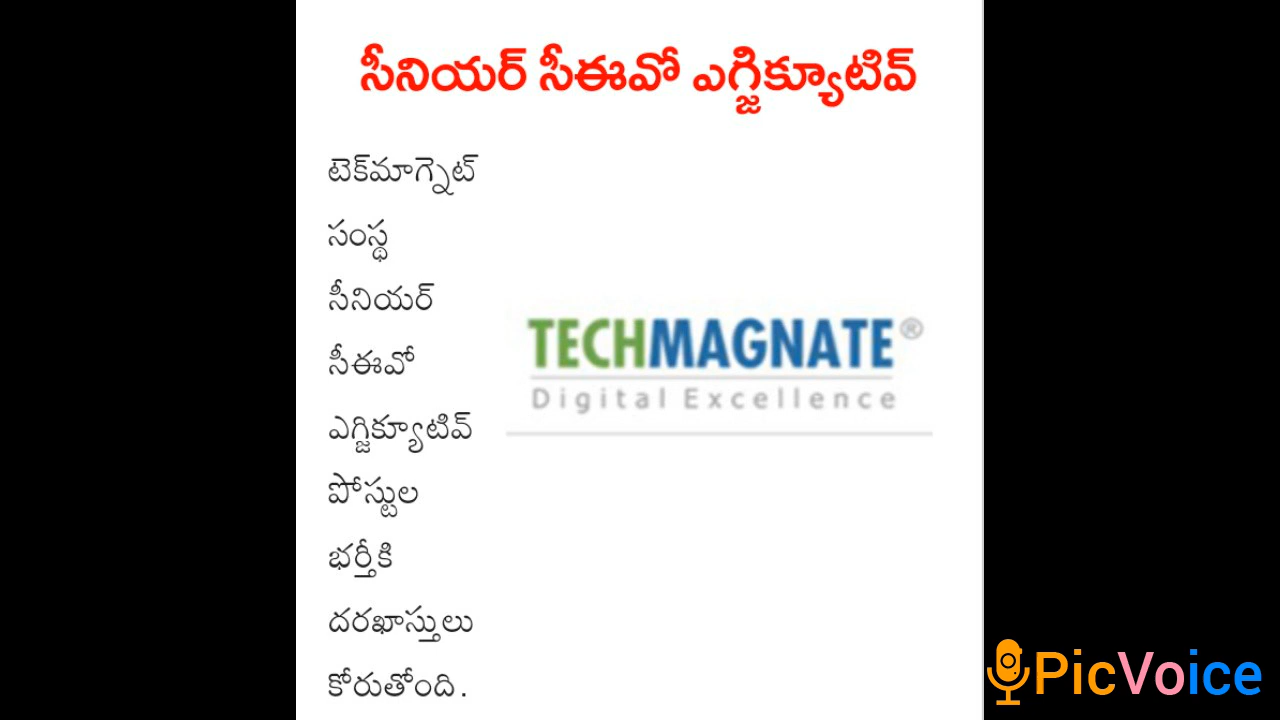 సీనియర్ సీఈవో ఎగ్జిక్యూటివ్
టెక్‌మాగ్నెట్
సంస్థ
సీనియర్
సీఈవో
ఎగ్జిక్యూటివ్
పోస్టుల
భర్తీకి
దరఖాస్తులు
కోరుతోంది.
TECHMAGNATE®
Digital Excellence
PicVoice